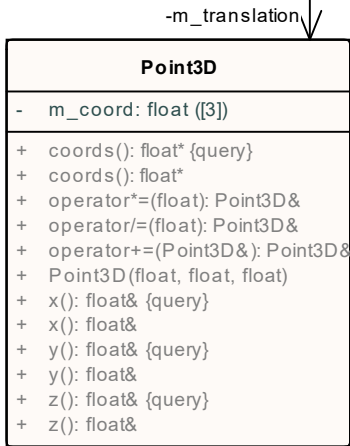 -m_translation
Point3D
- m_coord: float ([3])
+ coords(): float* {query}
+ coords(): float*
+ operator*=(float): Point3D&
+ operator/=(float): Point3D&
+ operator+=(Point3D&): Point3D&
+ Point3D(float, float, float)
+ x(): float& {query}
+ x(): float&
+ y(): float& {query}
+ y(): float&
+ z(): float& {query}
+ z(): float&